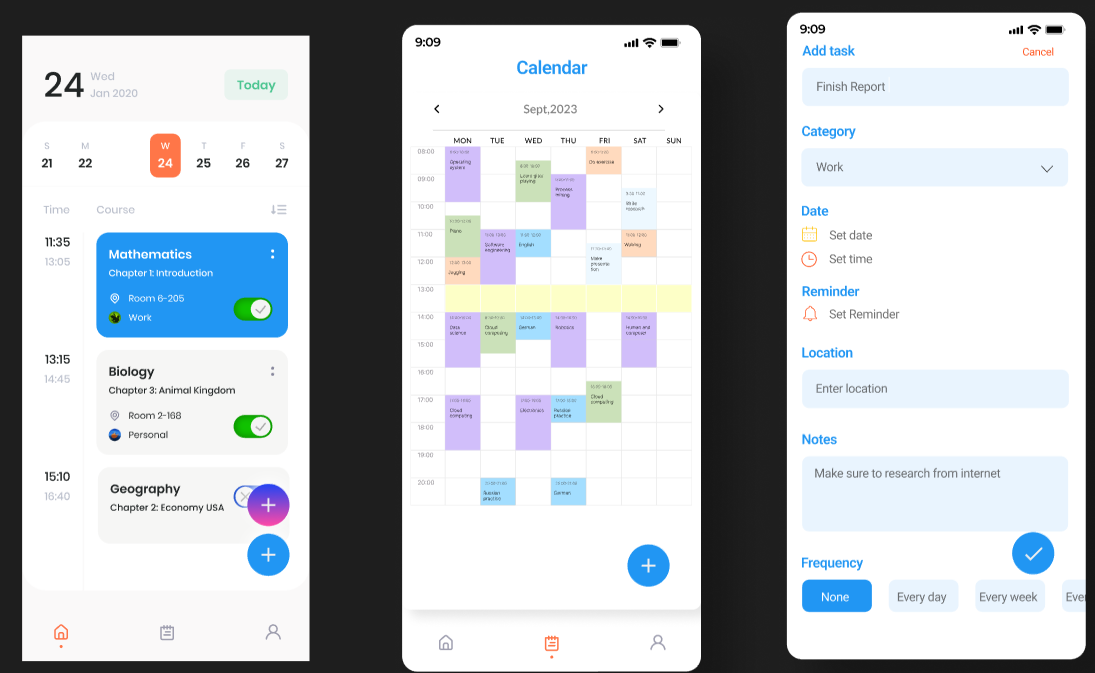 24
Wed
Jan 2020
Today
S M W T F S
21 22 24 25 26 27
Time Course
11:35
13:05
Mathematics
Chapter 1: Introduction
Room 6-205
Work
13:15
14:45
Biology
Chapter 3: Animal Kingdom
Room 2-168
Personal
15:10
16:40
Geography
Chapter 2: Economy USA
9:09
Calendar
Sept,2023
MON TUE WED THU FRI SAT SUN
08:00
Operating
system
Do exercise
09:00
playing
Process
mining
10:00
Write
research
Piano
11:00
Software
engineering
English
Walking
Make
presenta
tion
12:00
Jogging
13:00
14:00
Data
science
Cloud
computing
German
Robotics
Human and
computer
15:00
16:00
Cloud
computing
17:00
Cloud
computing
Electronics
Russian
practice
18:00
19:00
20:00
Russian
practice
German
9:09
Add task
Cancel
Finish Report
Category
Work
Date
Set date
Set time
Reminder
Set Reminder
Location
Enter location
Notes
Make sure to research from internet
Frequency
None Every day Every week Ever